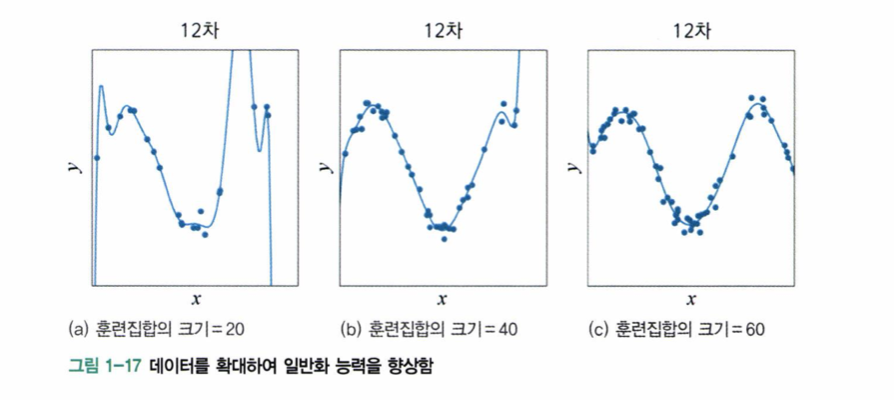 12차 12차 12차
y y y
x x x
(a) 훈련집합의 크기=20 (b) 훈련집합의 크기=40 (c) 훈련집합의 크기=60
그림 1-17 데이터를 확대하여 일반화 능력을 향상함